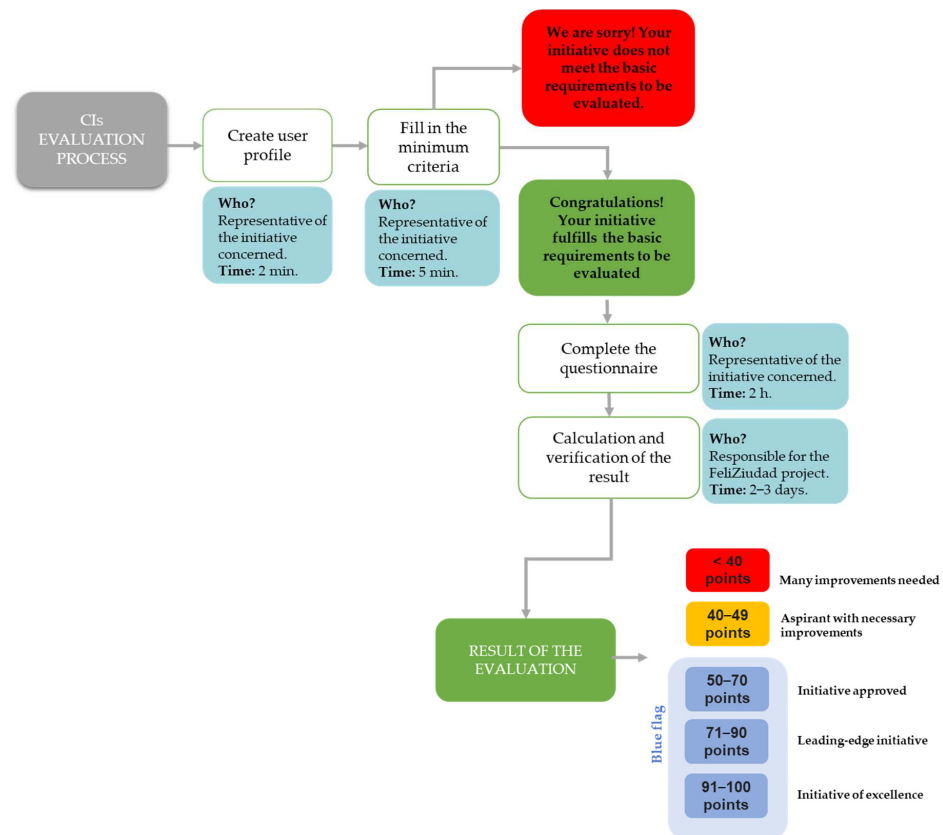 We are sorry! Your
initiative does not
meet the basic
requirements to be
evaluated.
CIs
EVALUATION
PROCESS
Create user
profile
Fill in the
minimum
criteria
Who?
Representative of
the initiative
concerned.
Time: 2 min.
Who?
Representative of
the initiative
concerned.
Time: 5 min.
Congratulations!
Your initiative
fulfills the basic
requirements to be
evaluated
Complete the
questionnaire
Who?
Representative of the
initiative concerned.
Time: 2 h.
Calculation and
verification of the
result
Who?
Responsible for the
FeliZiudad project.
Time: 2–3 days.
RESULT OF THE
EVALUATION
< 40
points
Many improvements needed
40–49
points
Aspirant with necessary
improvements
Blue flag
50–70
points
Initiative approved
71–90
points
Leading-edge initiative
91–100
points
Initiative of excellence